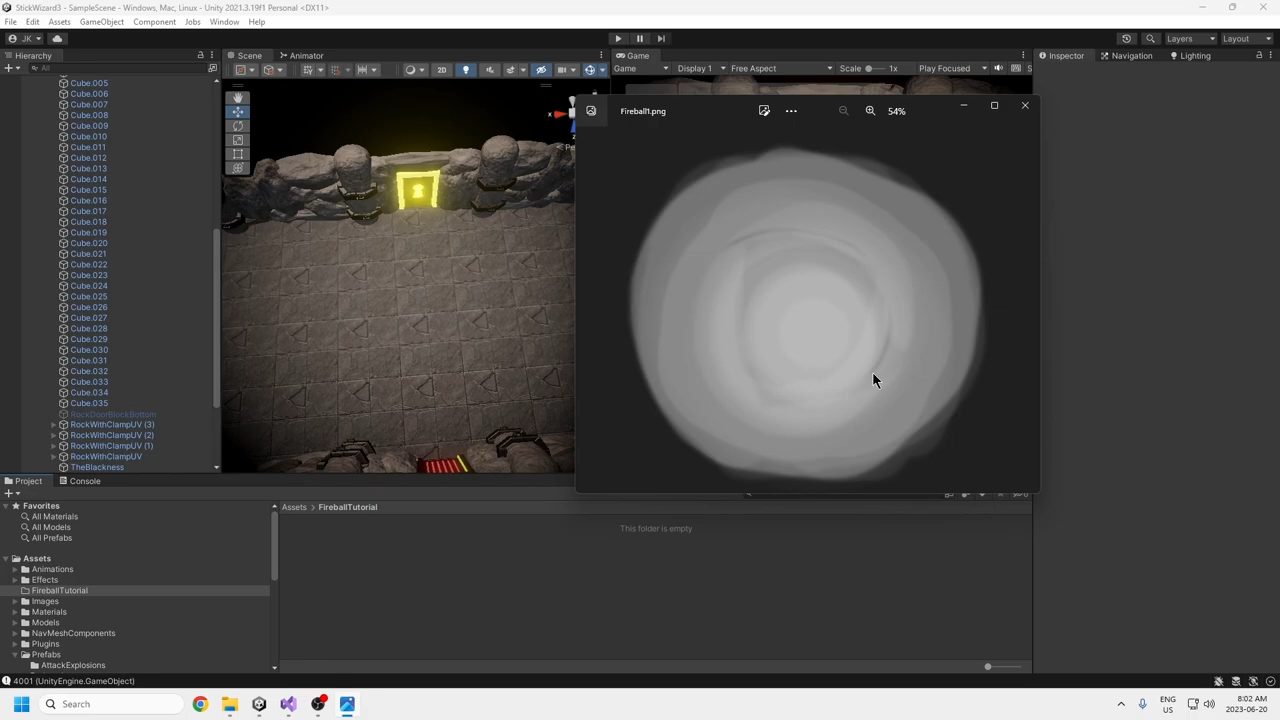 StickWizard3 - SampleScene - Windows, Mac, Linux - Unity 2021.3.19f1 Personal <DX11>
File Edit Assets GameObject Component Jobs Window Help
JK
Layers Layout
Hierarchy
Scene Animator
Game
Inspector Navigation Lighting
All
2D
Game Display 1 Free Aspect Scale 1x Play Focused S
Cube.005
Cube.006
Cube.007
Cube.008
Cube.009
Cube.010
Cube.011
Cube.012
Cube.013
Cube.014
Cube.015
Cube.016
Cube.017
Cube.018
Cube.019
Cube.020
Cube.021
Cube.022
Cube.023
Cube.024
Cube.025
Cube.026
Cube.027
Cube.028
Cube.029
Cube.030
Cube.031
Cube.032
Cube.033
Cube.034
Cube.035
RockDoorBlockBottom
RockWithClampUV (3)
RockWithClampUV (2)
RockWithClampUV (1)
RockWithClampUV
TheBlackness
x
< Pe
Fireball1.png 54%
Project Console
Favorites
All Materials
All Models
All Prefabs
Assets
Animations
Effects
FireballTutorial
Images
Materials
Models
NavMeshComponents
Plugins
Prefabs
AttackExplosions
Assets > FireballTutorial
This folder is empty
4001 (UnityEngine.GameObject)
Search
ENG
US
8:02 AM
2023-06-20